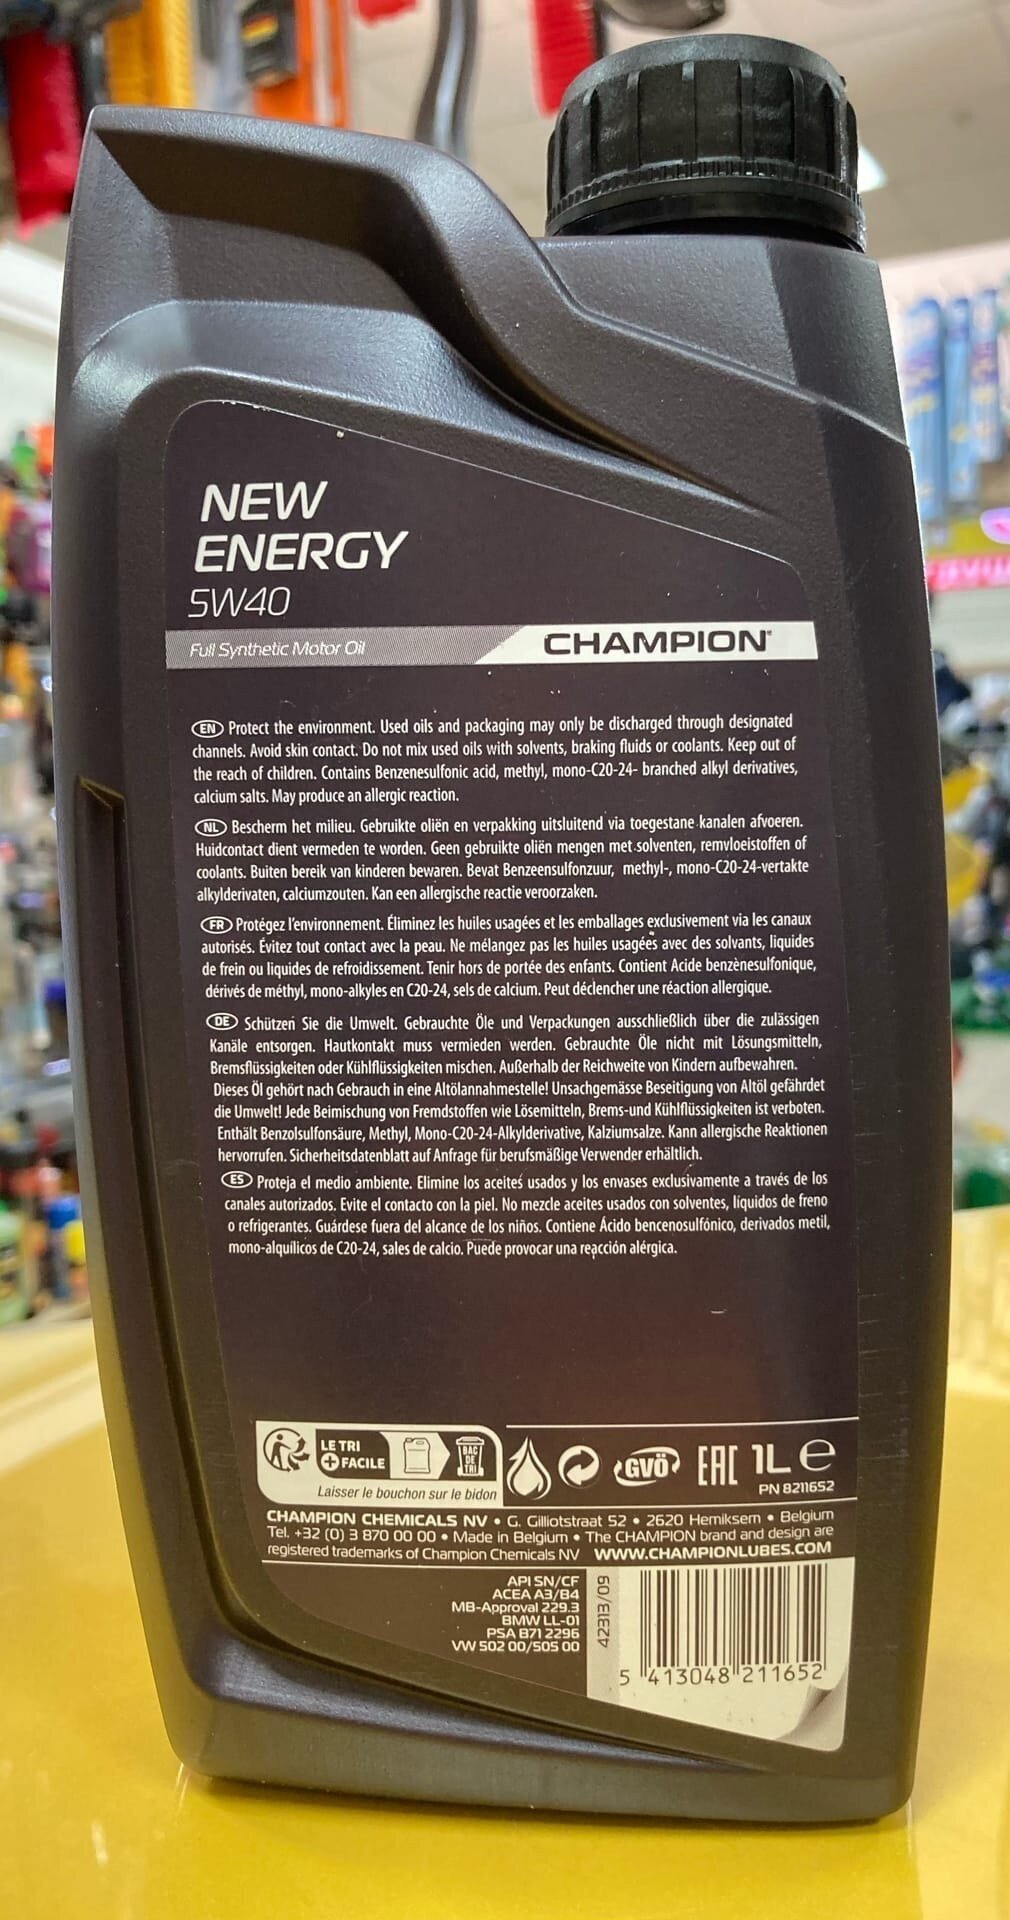 NEW
ENERGY
5W40
Full Synthetic Motor Oil
CHAMPION®
EN Protect the environment. Used oils and packaging may only be discharged through designated
channels. Avoid skin contact. Do not mix used oils with solvents, braking fluids or coolants. Keep out of
the reach of children. Contains Benzenesulfonic acid, methyl, mono-C20-24- branched alkyl derivatives,
calcium salts. May produce an allergic reaction.
NL Bescherm het milieu. Gebruikte oliën en verpakking uitsluitend via toegestane kanalen afvoeren.
Huidcontact dient vermeden te worden. Geen gebruikte oliën mengen met solventen, remvloeistoffen of
coolants. Buiten bereik van kinderen bewaren. Bevat Benzeensulfonzuur, methyl-, mono-C20-24-vertakte
alkylderivaten, calciumzouten. Kan een allergische reactie veroorzaken.
FR Protégez l'environnement. Éliminez les huiles usagées et les emballages exclusivement via les canaux
autorisés. Évitez tout contact avec la peau. Ne mélangez pas les huiles usagées avec des solvants, liquides
de frein ou liquides de refroidissement. Tenir hors de portée des enfants. Contient Acide benzènesulfonique,
dérivés de méthyl, mono-alkyles en C20-24, sels de calcium. Peut déclencher une réaction allergique.
DE Schützen Sie die Umwelt. Gebrauchte Öle und Verpackungen ausschließlich über die zulässigen
Kanäle entsorgen. Hautkontakt muss vermieden werden. Gebrauchte Öle nicht mit Lösungsmitteln,
Bremsflüssigkeiten oder Kühlflüssigkeiten mischen. Außerhalb der Reichweite von Kindern aufbewahren.
Dieses Öl gehört nach Gebrauch in eine Altölannahmestelle! Unsachgemässe Beseitigung von Altöl gefährdet
die Umwelt! Jede Beimischung von Fremdstoffen wie Lösemitteln, Brems-und Kühlflüssigkeiten ist verboten.
Enthält Benzolsulfonsäure, Methyl, Mono-C20-24-Alkylderivative, Kalziumsalze. Kann allergische Reaktionen
hervorrufen. Sicherheitsdatenblatt auf Anfrage für berufsmäßige Verwender erhältlich.
ES Proteja el medio ambiente. Elimine los aceites usados y los envases exclusivamente a través de los
canales autorizados. Evite el contacto con la piel. No mezcle aceites usados con solventes, líquidos de freno
o refrigerantes. Guárdese fuera del alcance de los niños. Contiene Ácido bencenosulfónico, derivados metil,
mono-alquílicos de C20-24, sales de calcio. Puede provocar una reacción alérgica.
LE TRI
+ FACILE
BAC
DE
TRI
Laisser le bouchon sur le bidon
GVÖ
EAC
1L e
PN 8211652
CHAMPION CHEMICALS NV • G. Gilliotstraat 52 • 2620 Hemiksem • Belgium
Tel. +32 (0) 3 870 00 00 • Made in Belgium • The CHAMPION brand and design are
registered trademarks of Champion Chemicals NV WWW.CHAMPIONLUBES.COM
API SN/CF
ACEA A3/B4
MB-Approval 229.3
BMW LL-01
PSA B71 2296
VW 502 00/505 00
5 413048 211652